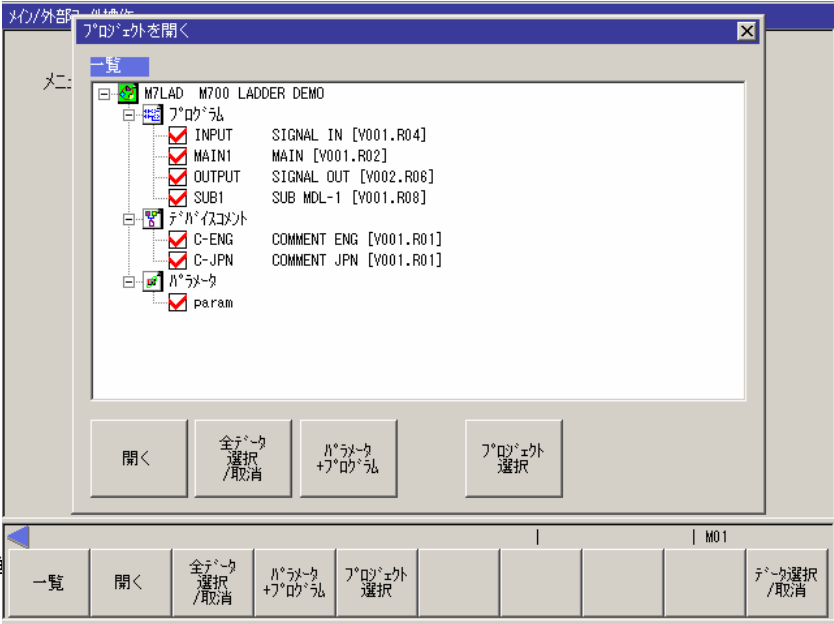 メイン/外部
プロジェクトを開く
一覧
メニ
M7LAD M700 LADDER DEMO
プログラム
INPUT SIGNAL IN [V001.R04]
MAIN1 MAIN [V001.R02]
OUTPUT SIGNAL OUT [V002.R06]
SUB1 SUB MDL-1 [V001.R08]
デバイスコメント
C-ENG COMMENT ENG [V001.R01]
C-JPN COMMENT JPN [V001.R01]
パラメータ
param
開く
全データ
選択
/取消
パラメータ
+プログラム
プロジェクト
選択
M01
一覧
開く
全データ
選択
/取消
パラメータ
+プログラム
プロジェクト
選択
データ選択
/取消